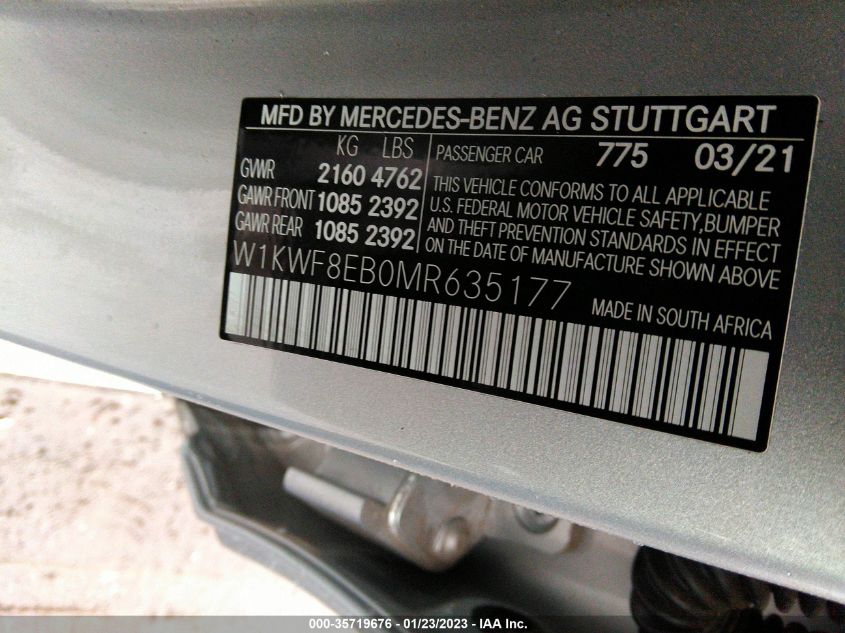 MFD BY MERCEDES-BENZ AG STUTTGART
KG LBS
GVWR 2160 4762
GAWR FRONT 1085 2392
GAWR REAR 1085 2392
PASSENGER CAR 775 03/21
THIS VEHICLE CONFORMS TO ALL APPLICABLE
U.S. FEDERAL MOTOR VEHICLE SAFETY,BUMPER
AND THEFT PREVENTION STANDARDS IN EFFECT
ON THE DATE OF MANUFACTURE SHOWN ABOVE
W1KWF8EB0MR635177
MADE IN SOUTH AFRICA
000-35719676 / 01/23/2023 - IAA Inc.